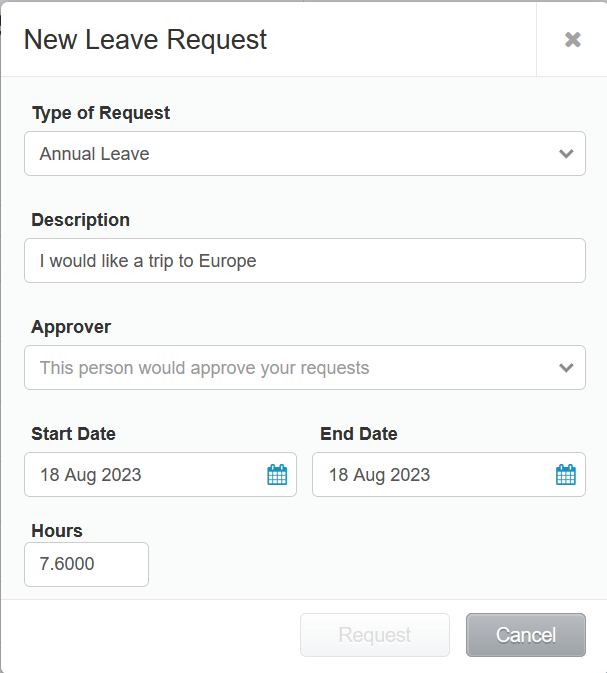 New Leave Request
Type of Request
Annual Leave
Description
I would like a trip to Europe
Approver
This person would approve your requests
Start Date End Date
18 Aug 2023 18 Aug 2023
Hours
7.6000
Request Cancel